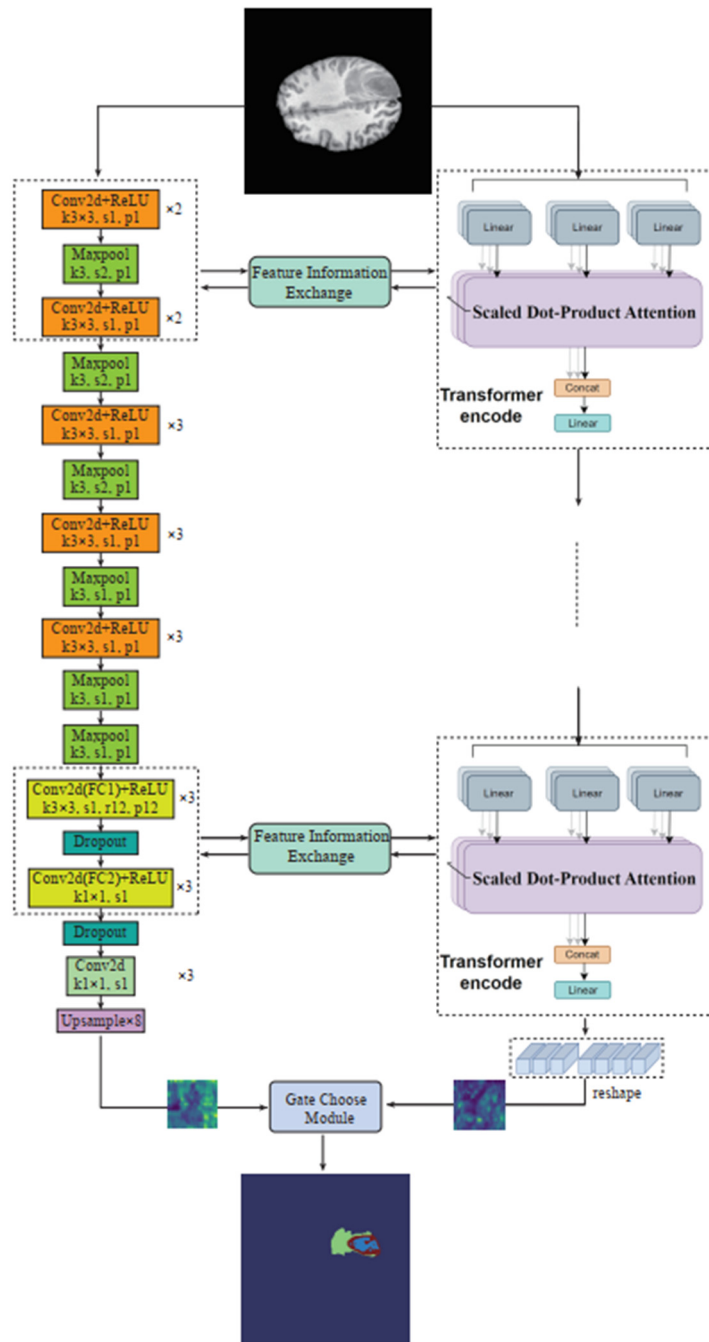 Conv2d+ReLU
k3×3, s1, p1
×2
Maxpool
k3, s2, p1
Conv2d+ReLU
k3×3, s1, p1
×2
Maxpool
k3, s2, p1
Conv2d+ReLU
k3×3, s1, p1
×3
Maxpool
k3, s2, p1
Conv2d+ReLU
k3×3, s1, p1
×3
Maxpool
k3, s1, p1
Conv2d+ReLU
k3×3, s1, p1
×3
Maxpool
k3, s1, p1
Maxpool
k3, s1, p1
Conv2d(FC1)+ReLU
k3×3, s1, r12, p12
×3
Dropout
Conv2d(FC2)+ReLU
k1×1, s1
×3
Dropout
Conv2d
k1×1, s1
×3
Upsample×8
Feature Information
Exchange
Feature Information
Exchange
Linear
Linear
Linear
Scaled Dot-Product Attention
Concat
Transformer
encode
Linear
Linear
Linear
Linear
Scaled Dot-Product Attention
Concat
Transformer
encode
Linear
reshape
Gate Choose
Module